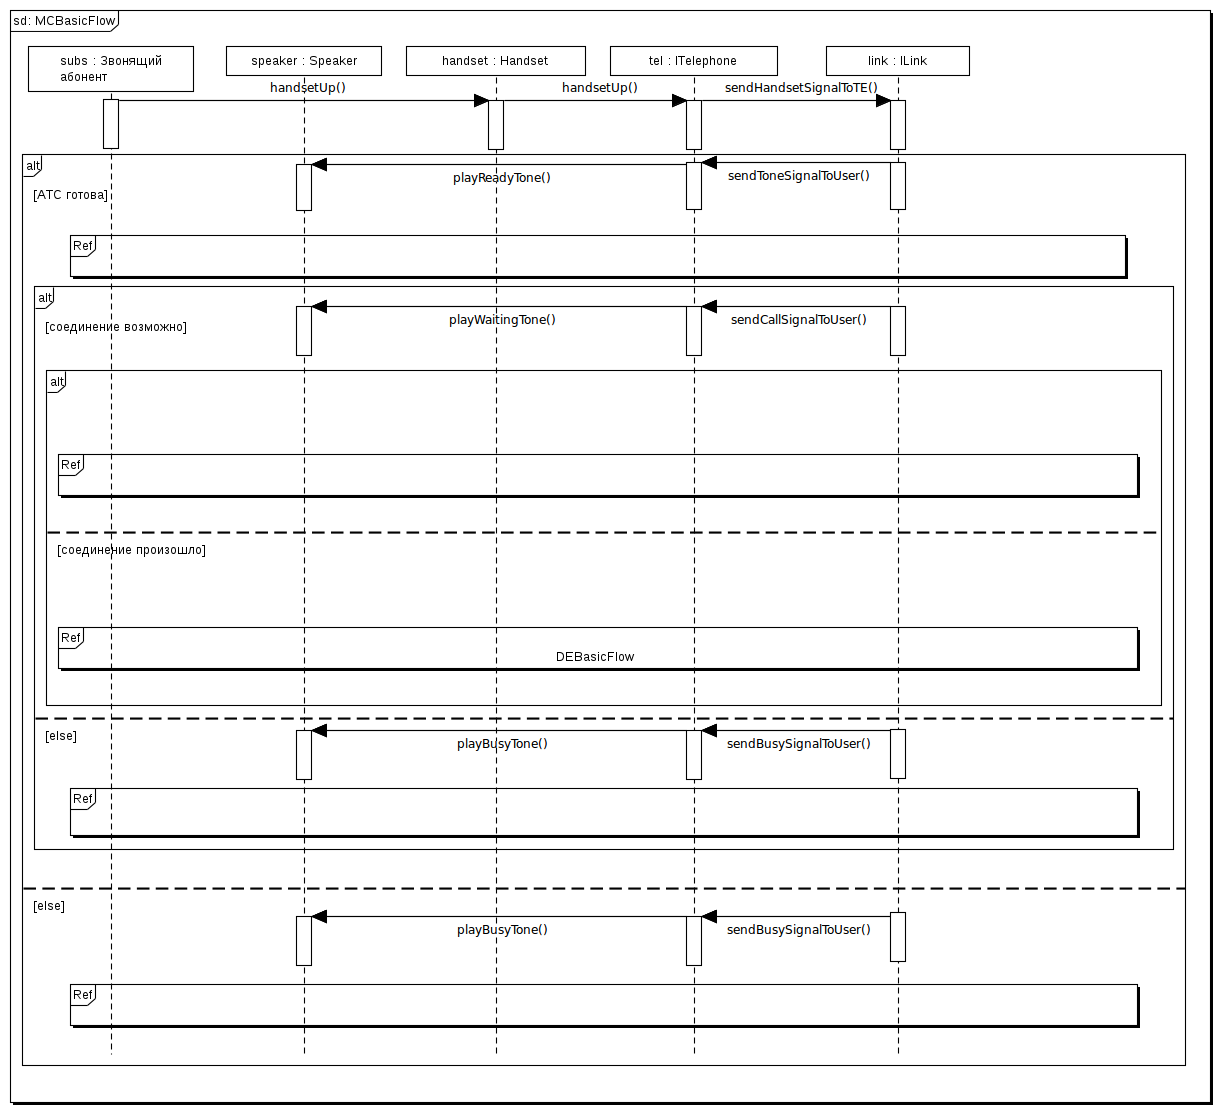 sd: MCBasicFlow
subs : Звонящий
абонент
speaker : Speaker
handset : Handset
tel : ITelephone
link : ILink
handsetUp()
handsetUp()
sendHandsetSignalToTE()
alt
playReadyTone()
sendToneSignalToUser()
[АТС готова]
Ref
alt
playWaitingTone()
sendCallSignalToUser()
[соединение возможно]
alt
Ref
[соединение произошло]
Ref
DEBasicFlow
[else]
playBusyTone()
sendBusySignalToUser()
Ref
[else]
playBusyTone()
sendBusySignalToUser()
Ref